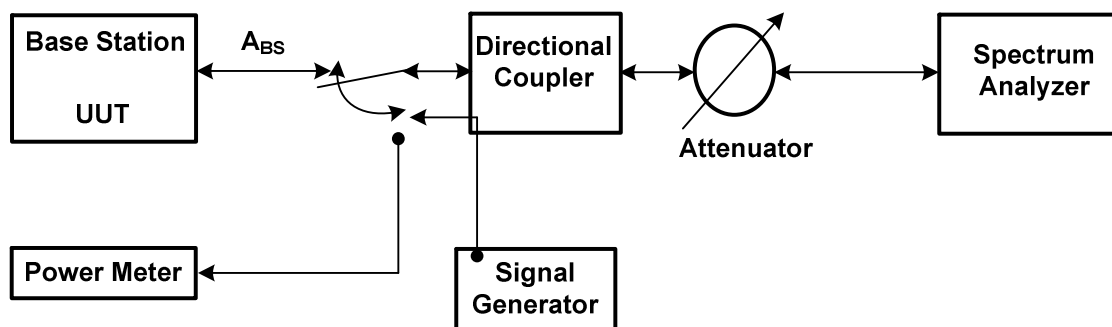 Base Station
UUT
A_BS
Directional
Coupler
Attenuator
Spectrum
Analyzer
Power Meter
Signal
Generator